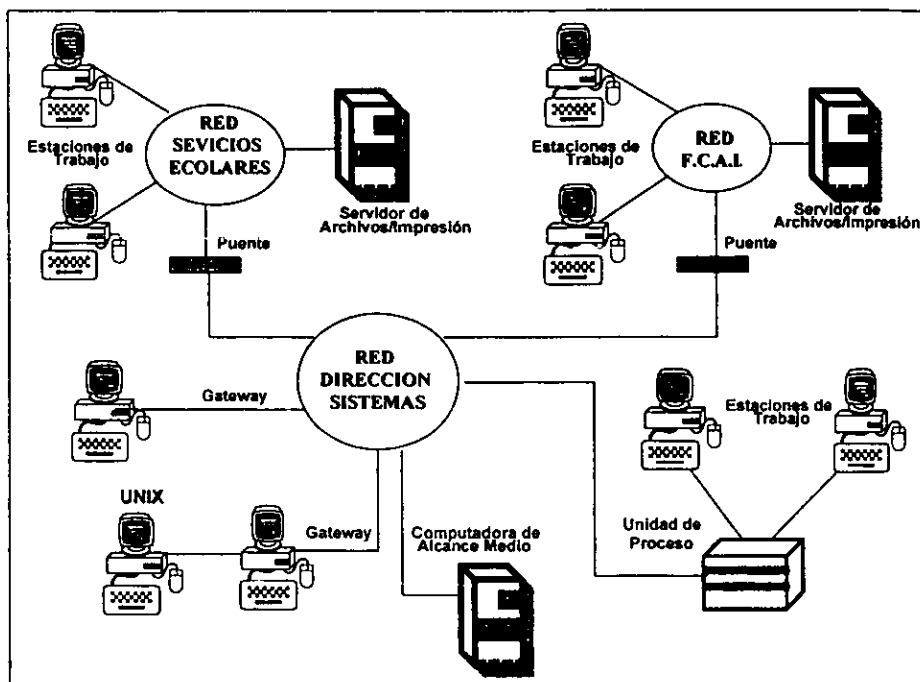 RED
SEVICIOS
ECOLARES
Estaciones de
Trabajo
Servidor de
Archivos/Impresión
Puente
RED
F.C.A.I.
Estaciones de
Trabajo
Servidor de
Archivos/Impresión
Puente
RED
DIRECCION
SISTEMAS
Gateway
Estaciones de
Trabajo
UNIX
Gateway
Computadora de
Alcance Medio
Unidad de
Proceso